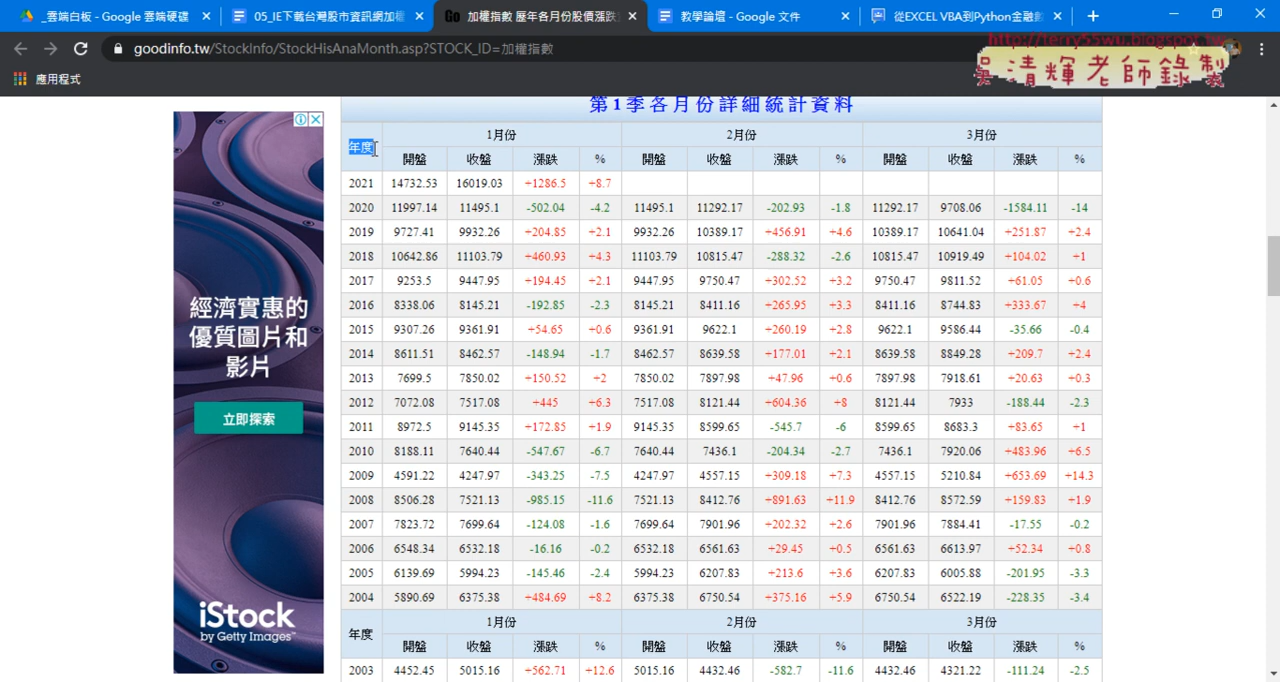 _雲端白板 - Google 雲端硬碟
05_IE下載台灣股市資訊網加權
加權指數 歷年各月份股價漲跌
教學論壇 - Google 文件
從EXCEL VBA到Python金融
goodinfo.tw/StockInfo/StockHisAnaMonth.asp?STOCK_ID=加權指數
http://terry55wu.blogspot
吳清輝老師錄製
應用程式
第1季各月份詳細統計資料
年度 1月份 2月份 3月份
開盤 收盤 漲跌 % 開盤 收盤 漲跌 % 開盤 收盤 漲跌 %
2021 14732.53 16019.03 +1286.5 +8.7
2020 11997.14 11495.1 -502.04 -4.2 11495.1 11292.17 -202.93 -1.8 11292.17 9708.06 -1584.11 -14
2019 9727.41 9932.26 +204.85 +2.1 9932.26 10389.17 +456.91 +4.6 10389.17 10641.04 +251.87 +2.4
2018 10642.86 11103.79 +460.93 +4.3 11103.79 10815.47 -288.32 -2.6 10815.47 10919.49 +104.02 +1
2017 9253.5 9447.95 +194.45 +2.1 9447.95 9750.47 +302.52 +3.2 9750.47 9811.52 +61.05 +0.6
2016 8338.06 8145.21 -192.85 -2.3 8145.21 8411.16 +265.95 +3.3 8411.16 8744.83 +333.67 +4
2015 9307.26 9361.91 +54.65 +0.6 9361.91 9622.1 +260.19 +2.8 9622.1 9586.44 -35.66 -0.4
2014 8611.51 8462.57 -148.94 -1.7 8462.57 8639.58 +177.01 +2.1 8639.58 8849.28 +209.7 +2.4
2013 7699.5 7850.02 +150.52 +2 7850.02 7897.98 +47.96 +0.6 7897.98 7918.61 +20.63 +0.3
2012 7072.08 7517.08 +445 +6.3 7517.08 8121.44 +604.36 +8 8121.44 7933 -188.44 -2.3
2011 8972.5 9145.35 +172.85 +1.9 9145.35 8599.65 -545.7 -6 8599.65 8683.3 +83.65 +1
2010 8188.11 7640.44 -547.67 -6.7 7640.44 7436.1 -204.34 -2.7 7436.1 7920.06 +483.96 +6.5
2009 4591.22 4247.97 -343.25 -7.5 4247.97 4557.15 +309.18 +7.3 4557.15 5210.84 +653.69 +14.3
2008 8506.28 7521.13 -985.15 -11.6 7521.13 8412.76 +891.63 +11.9 8412.76 8572.59 +159.83 +1.9
2007 7823.72 7699.64 -124.08 -1.6 7699.64 7901.96 +202.32 +2.6 7901.96 7884.41 -17.55 -0.2
2006 6548.34 6532.18 -16.16 -0.2 6532.18 6561.63 +29.45 +0.5 6561.63 6613.97 +52.34 +0.8
2005 6139.69 5994.23 -145.46 -2.4 5994.23 6207.83 +213.6 +3.6 6207.83 6005.88 -201.95 -3.3
2004 5890.69 6375.38 +484.69 +8.2 6375.38 6750.54 +375.16 +5.9 6750.54 6522.19 -228.35 -3.4
年度 1月份 2月份 3月份
開盤 收盤 漲跌 % 開盤 收盤 漲跌 % 開盤 收盤 漲跌 %
2003 4452.45 5015.16 +562.71 +12.6 5015.16 4432.46 -582.7 -11.6 4432.46 4321.22 -111.24 -2.5
經濟實惠的
優質圖片和
影片
立即探索
iStock
by Getty Images™